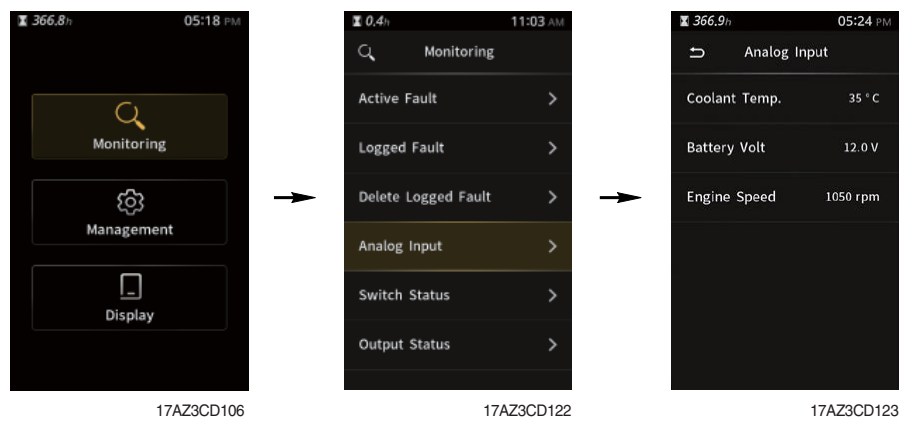 366.8h 05:18 PM
Monitoring
Management
Display
17AZ3CD106
0.4h 11:03 AM
Monitoring
Active Fault
Logged Fault
Delete Logged Fault
Analog Input
Switch Status
Output Status
17AZ3CD122
366.9h 05:24 PM
Analog Input
Coolant Temp. 35 °C
Battery Volt 12.0 V
Engine Speed 1050 rpm
17AZ3CD123